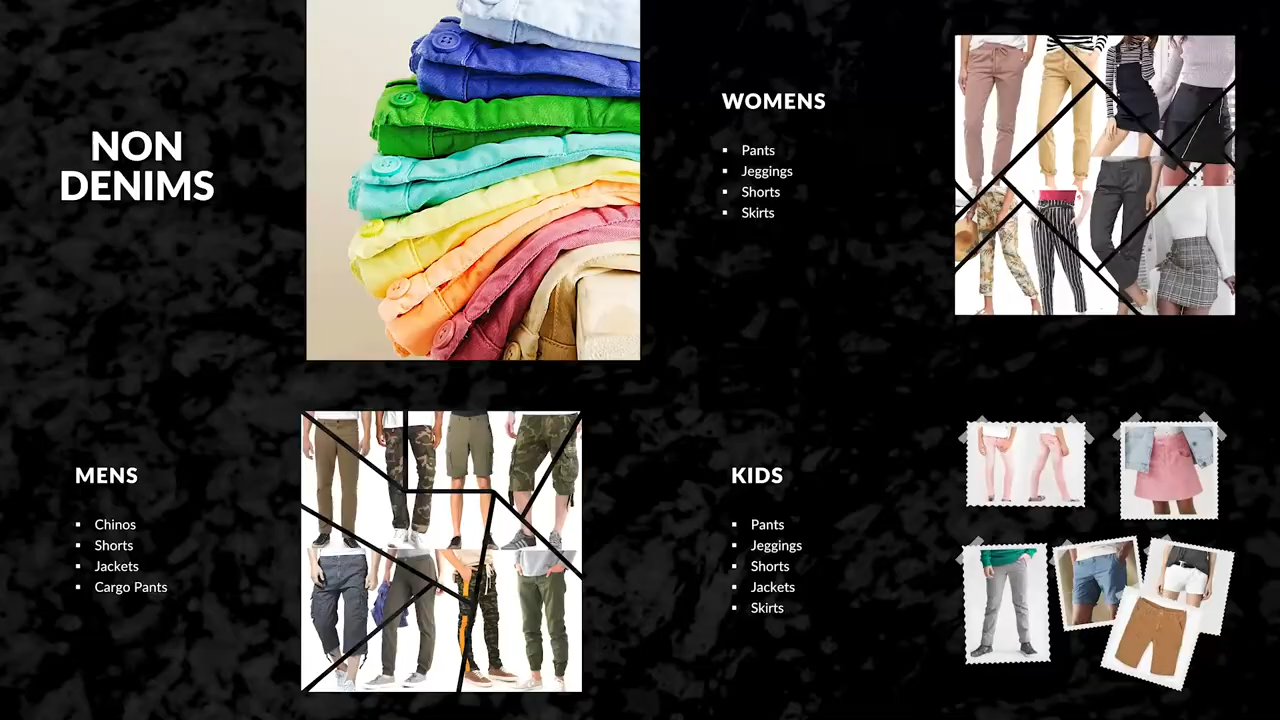 NON
DENIMS
WOMENS
▪ Pants
▪ Jeggings
▪ Shorts
▪ Skirts
MENS
▪ Chinos
▪ Shorts
▪ Jackets
▪ Cargo Pants
KIDS
▪ Pants
▪ Jeggings
▪ Shorts
▪ Jackets
▪ Skirts